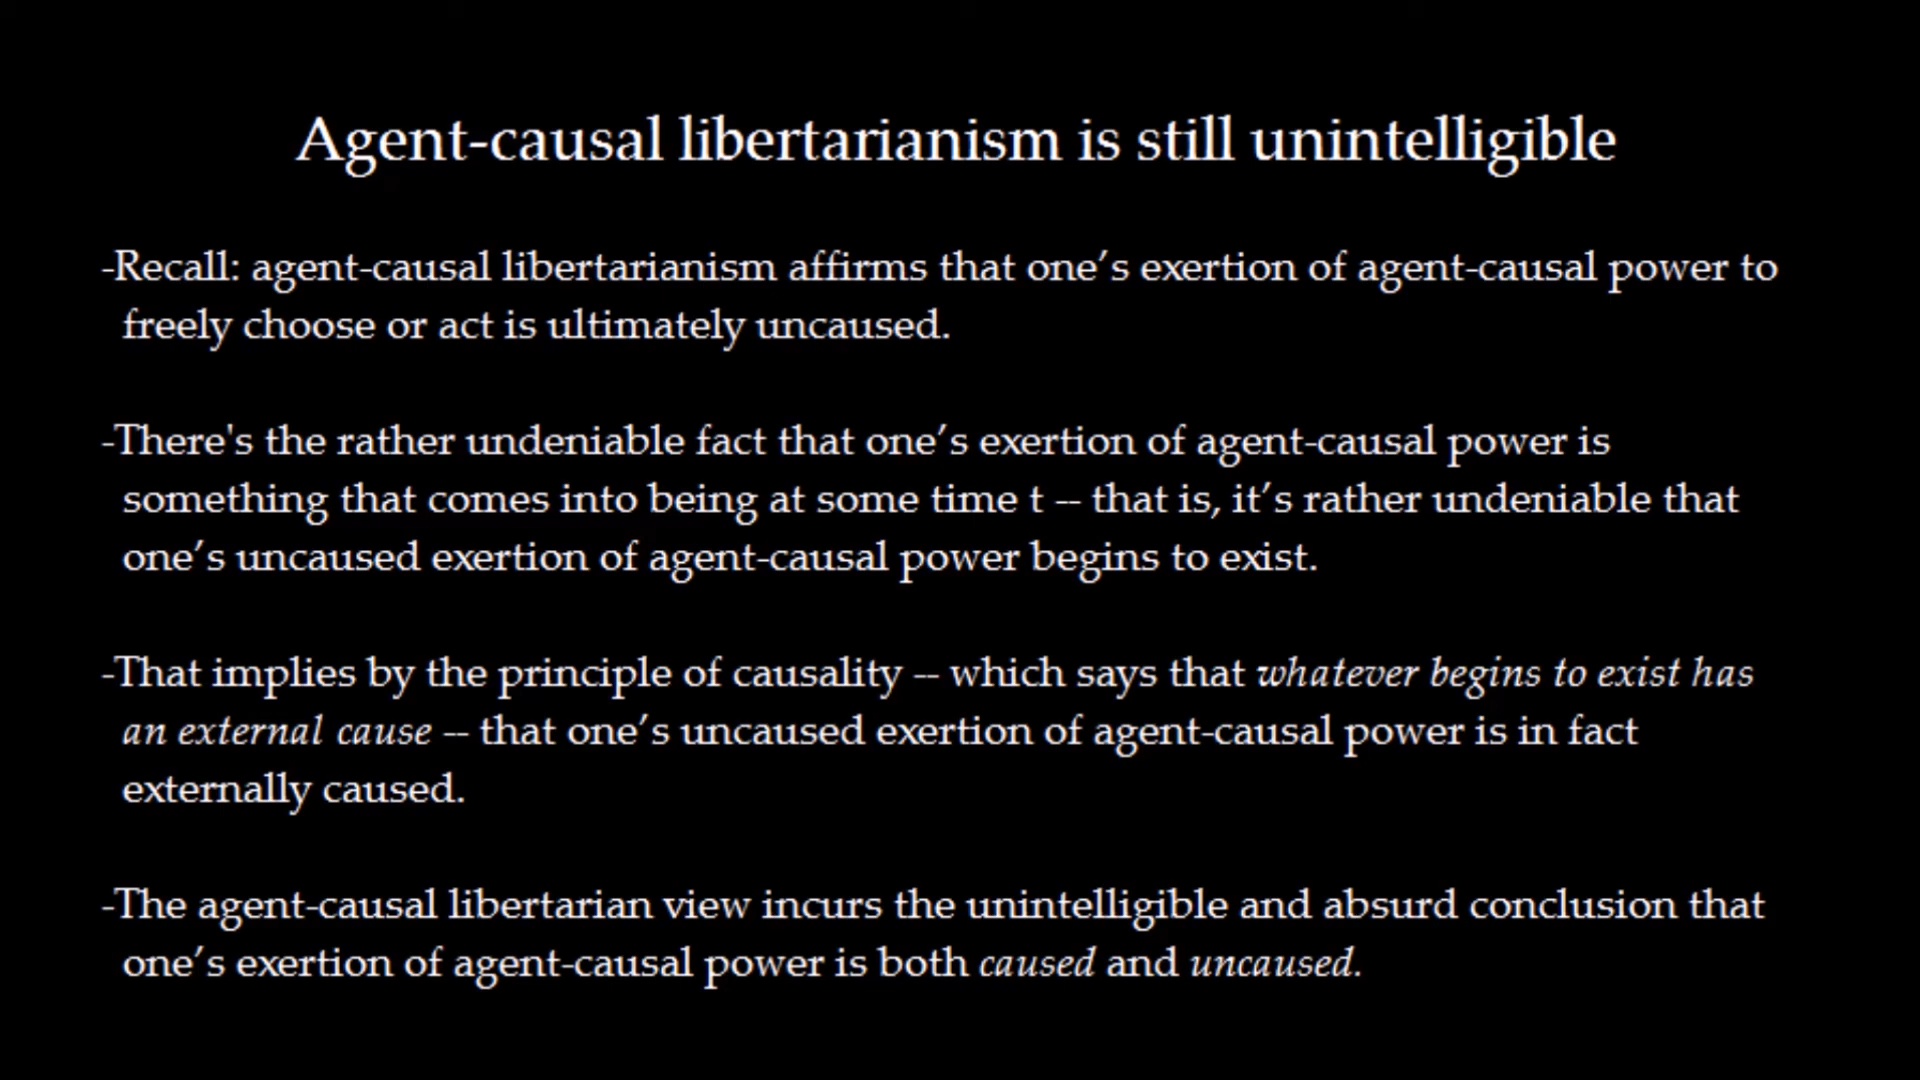 Agent-causal libertarianism is still unintelligible
-Recall: agent-causal libertarianism affirms that one’s exertion of agent-causal power to
freely choose or act is ultimately uncaused.
-There's the rather undeniable fact that one’s exertion of agent-causal power is
something that comes into being at some time t -- that is, it’s rather undeniable that
one’s uncaused exertion of agent-causal power begins to exist.
-That implies by the principle of causality -- which says that whatever begins to exist has
an external cause -- that one’s uncaused exertion of agent-causal power is in fact
externally caused.
-The agent-causal libertarian view incurs the unintelligible and absurd conclusion that
one’s exertion of agent-causal power is both caused and uncaused.